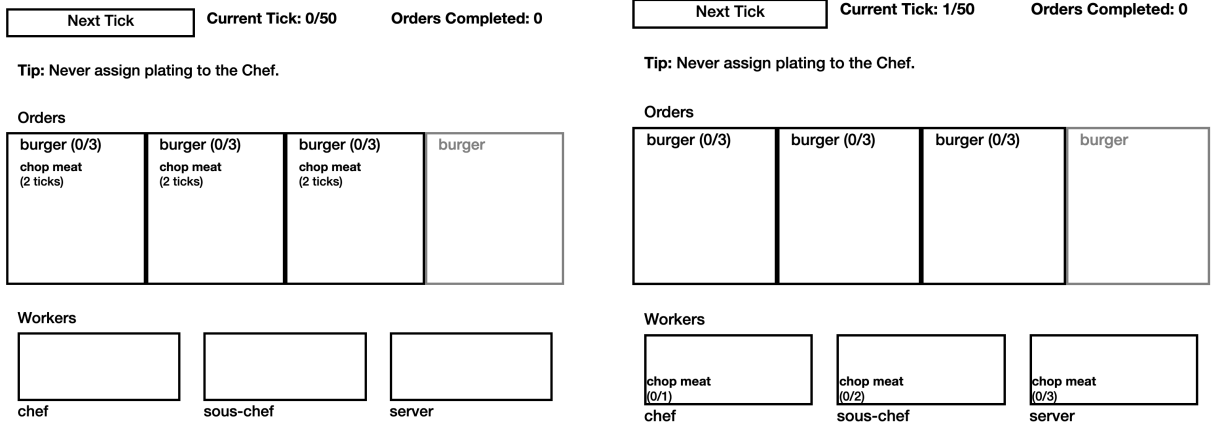 Next Tick
Current Tick: 0/50
Orders Completed: 0
Tip: Never assign plating to the Chef.
Orders
burger (0/3)
chop meat
(2 ticks)
burger (0/3)
chop meat
(2 ticks)
burger (0/3)
chop meat
(2 ticks)
burger
Workers
chef
sous-chef
server
Next Tick
Current Tick: 1/50
Orders Completed: 0
Tip: Never assign plating to the Chef.
Orders
burger (0/3)
burger (0/3)
burger (0/3)
burger
Workers
chop meat
(0/1)
chef
chop meat
(0/2)
sous-chef
chop meat
(0/3)
server